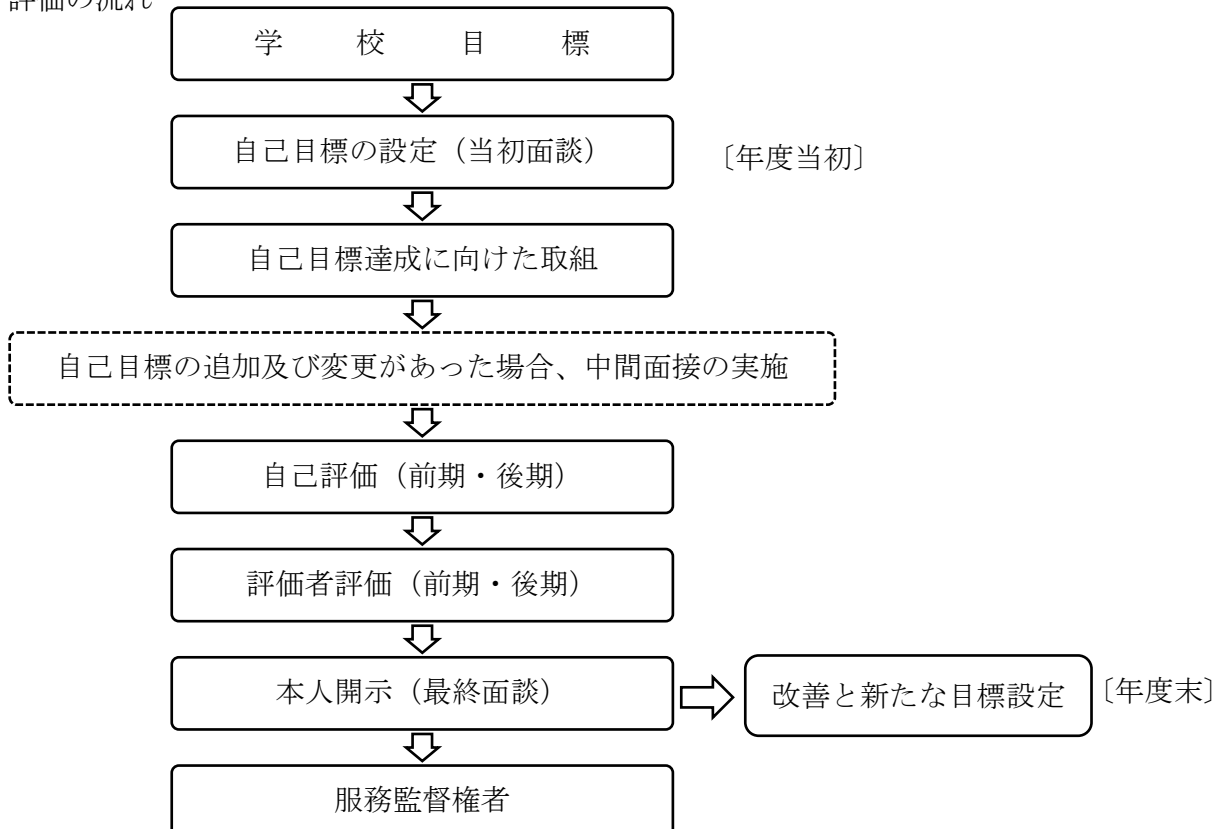 評価の流れ
学校目標
自己目標の設定（当初面談）
〔年度当初〕
自己目標達成に向けた取組
自己目標の追加及び変更があった場合、中間面接の実施
自己評価（前期・後期）
評価者評価（前期・後期）
本人開示（最終面談）
改善と新たな目標設定
〔年度末〕
服務監督権者